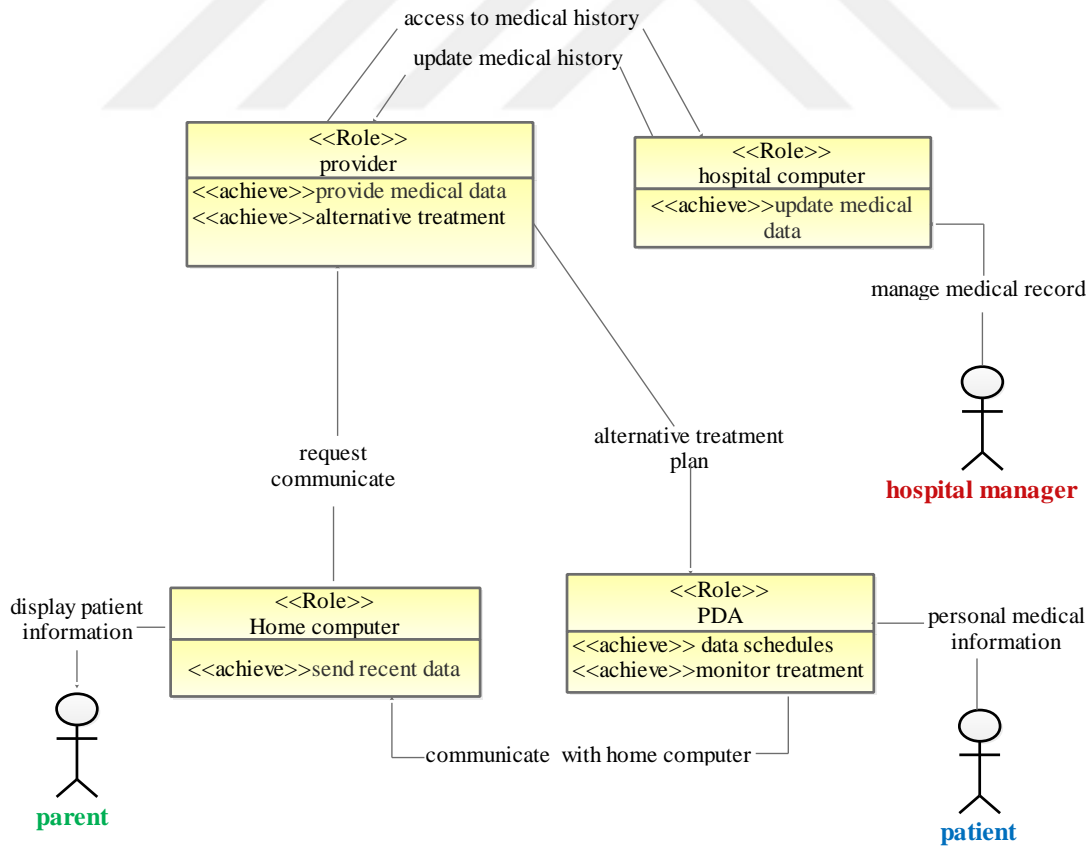 access to medical history
update medical history
<<Role>>
provider
<<achieve>>provide medical data
<<achieve>>alternative treatment
<<Role>>
hospital computer
<<achieve>>update medical
data
manage medical record
hospital manager
request
communicate
alternative treatment
plan
<<Role>>
Home computer
<<achieve>>send recent data
display patient
information
<<Role>>
PDA
<<achieve>> data schedules
<<achieve>>monitor treatment
personal medical
information
communicate with home computer
parent
patient